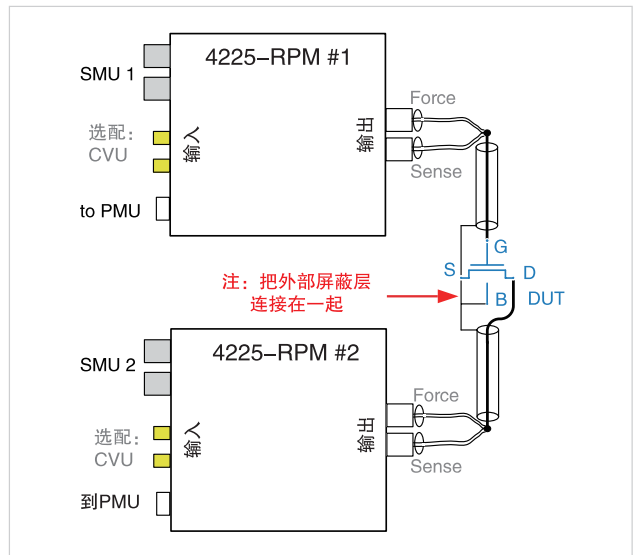 4225-RPM #1
SMU 1
Force
选配：
CVU
输入
输出
Sense
to PMU
G
S
D
注：把外部屏蔽层
连接在一起
B
DUT
4225-RPM #2
SMU 2
Force
选配：
CVU
输入
输出
Sense
到PMU